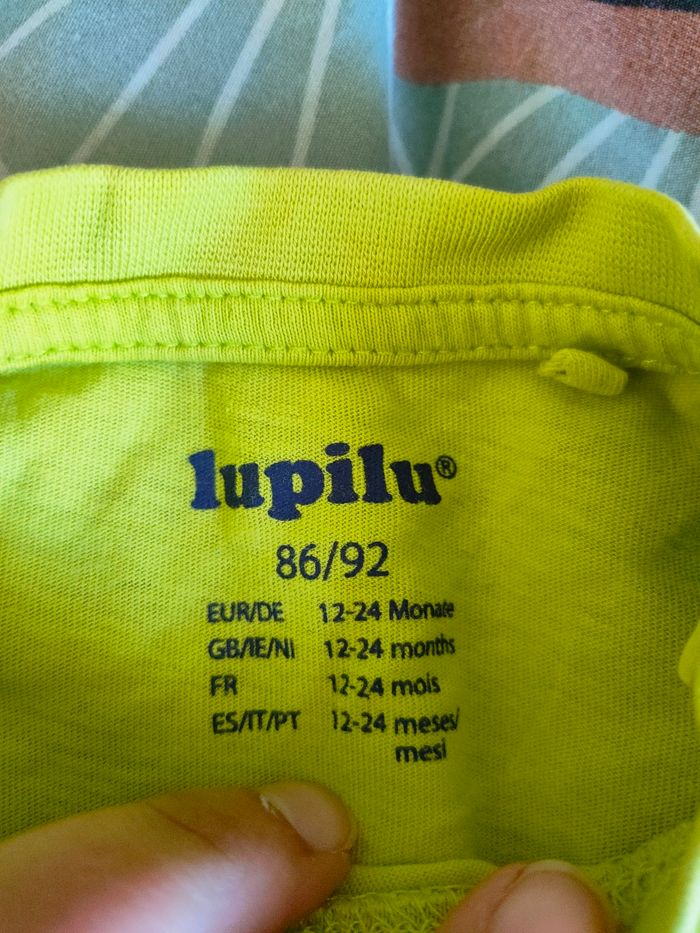 lupilu®
86/92
EUR/DE 12-24 Monate
GB/IE/NI 12-24 months
FR 12-24 mois
ES/IT/PT 12-24 meses/
mesi